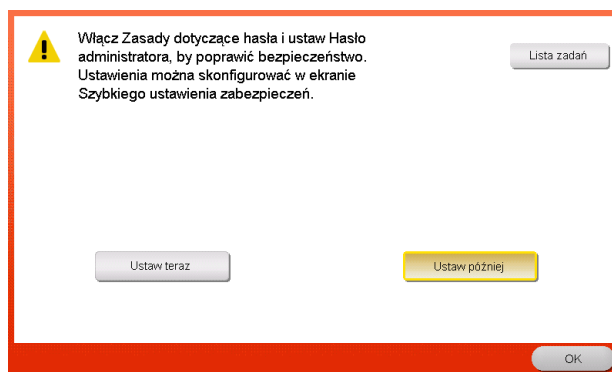 Włącz Zasady dotyczące hasła i ustaw Hasło
administratora, by poprawić bezpieczeństwo.
Ustawienia można skonfigurować w ekranie
Szybkiego ustawienia zabezpieczeń.
Lista zadań
Ustaw teraz
Ustaw później
OK